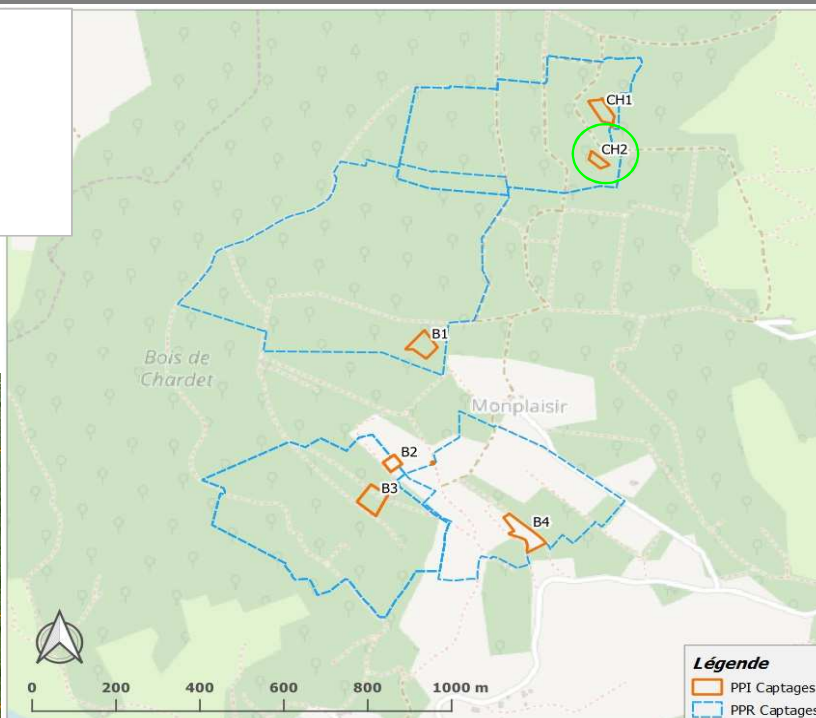 CH1
CH2
B1
Bois de
Chardet
Monplaisir
B2
B3
B4
0 200 400 600 800 1000 m
Légende
PPI Captages
PPR Captages